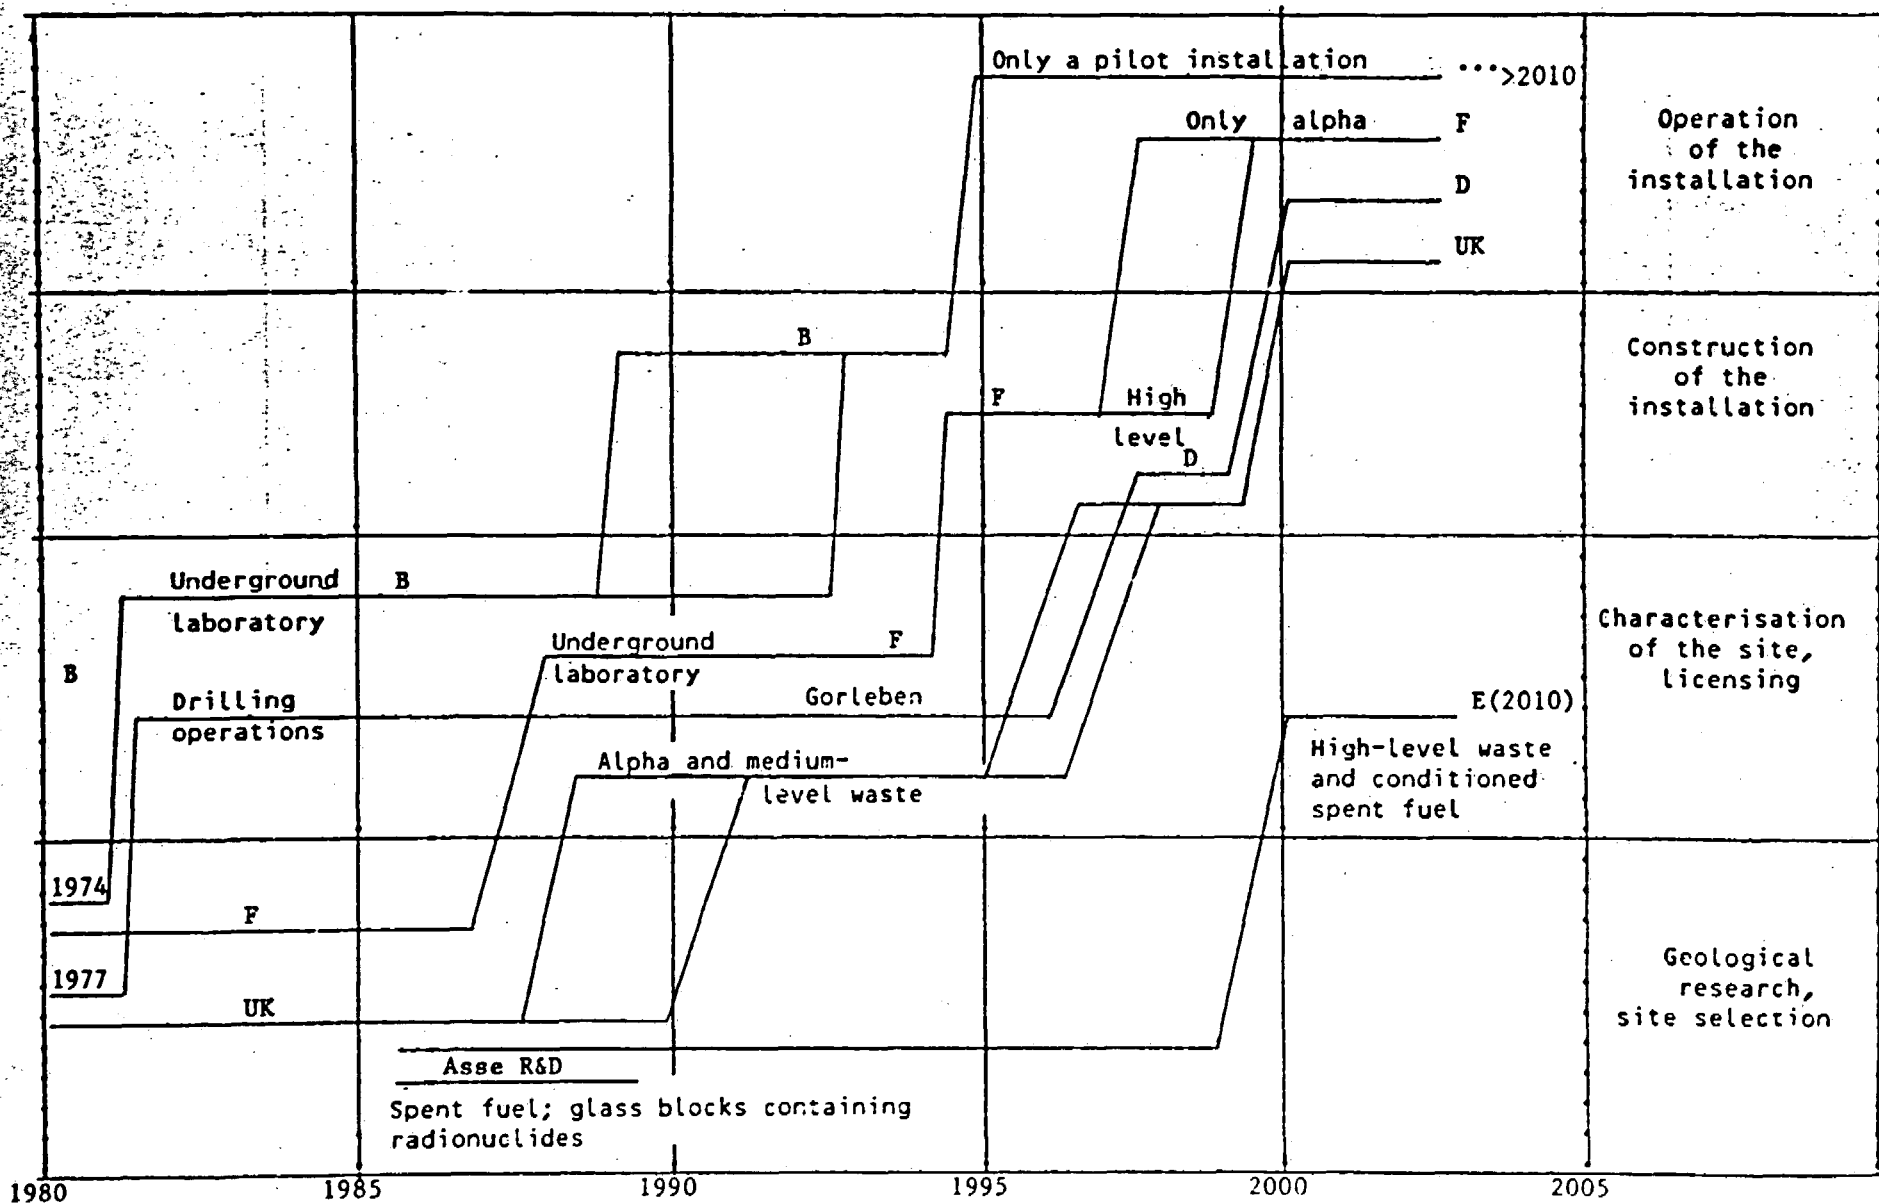 Only a pilot installation
...>2010
Only alpha
F
D
UK
Operation
of the
installation
B
F
High
level
D
Construction
of the
installation
Underground
laboratory
B
B
Underground
laboratory
F
Drilling
operations
Gorleben
Alpha and medium-
level waste
E(2010)
High-level waste
and conditioned
spent fuel
Characterisation
of the site,
licensing
1974
F
1977
UK
Asse R&D
Spent fuel; glass blocks containing
radionuclides
Geological
research,
site selection
1980 1985 1990 1995 2000 2005